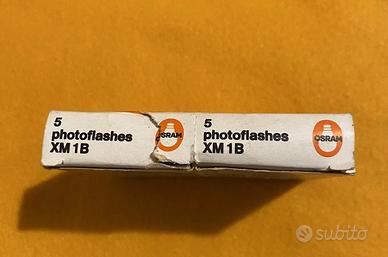 5
photoflashes
XM 1 B
OSRAM
5
photoflashes
XM 1 B
OSRAM
subito